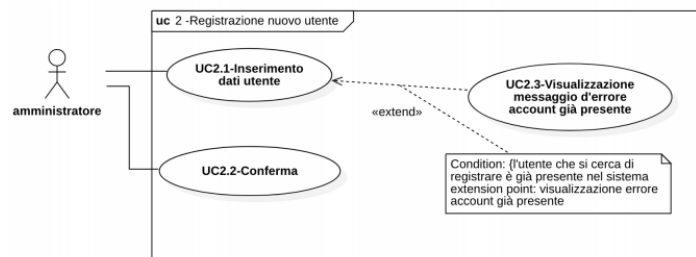 uc 2 -Registrazione nuovo utente
amministratore
UC2.1-Inserimento
dati utente
UC2.3-Visualizzazione
messaggio d'errore
account già presente
«extend»
UC2.2-Conferma
Condition: {l'utente che si cerca di
registrare è già presente nel sistema
extension point: visualizzazione errore
account già presente